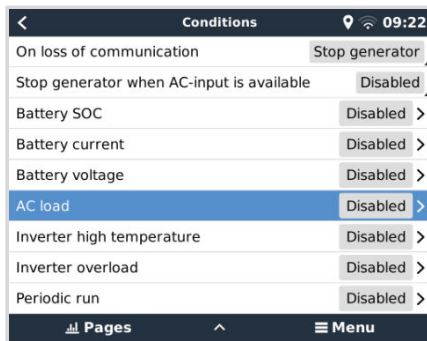 Conditions 09:22
On loss of communication Stop generator
Stop generator when AC-input is available Disabled
Battery SOC Disabled
Battery current Disabled
Battery voltage Disabled
AC load Disabled
Inverter high temperature Disabled
Inverter overload Disabled
Periodic run Disabled
Pages Menu